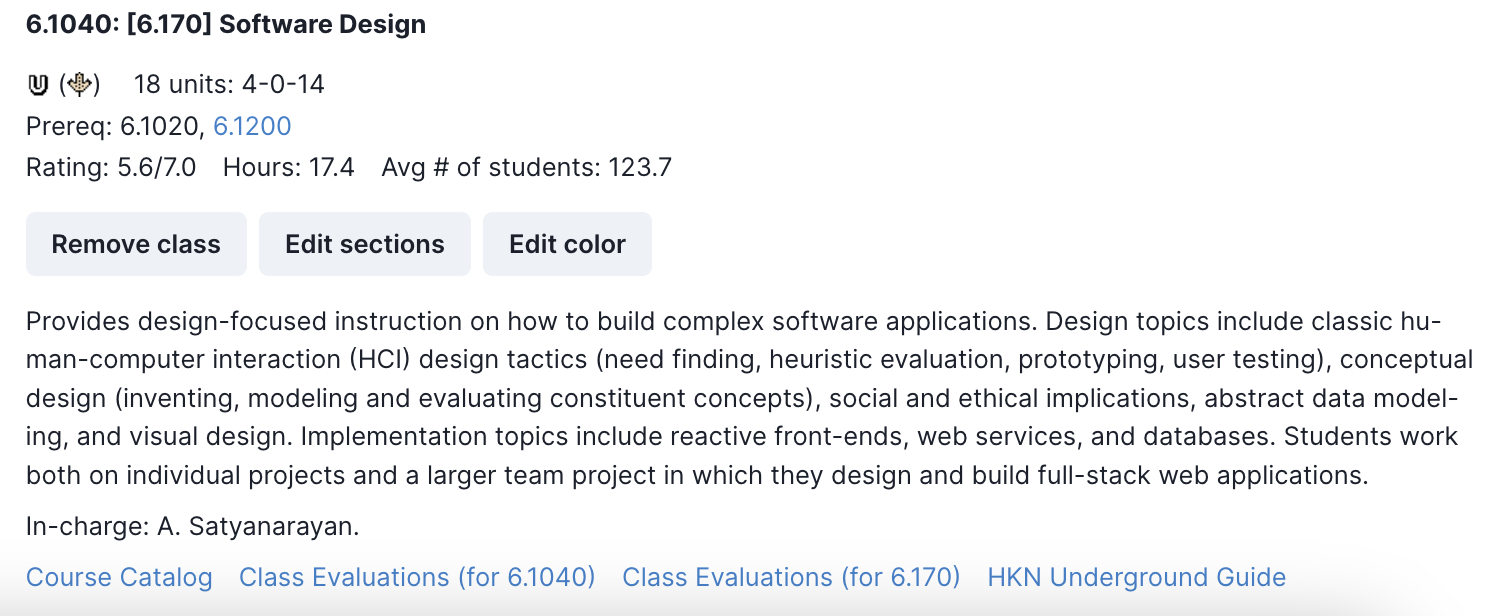 6.1040: [6.170] Software Design
U () 18 units: 4-0-14
Prereq: 6.1020, 6.1200
Rating: 5.6/7.0 Hours: 17.4 Avg # of students: 123.7
Remove class Edit sections Edit color
Provides design-focused instruction on how to build complex software applications. Design topics include classic hu-
man-computer interaction (HCI) design tactics (need finding, heuristic evaluation, prototyping, user testing), conceptual
design (inventing, modeling and evaluating constituent concepts), social and ethical implications, abstract data model-
ing, and visual design. Implementation topics include reactive front-ends, web services, and databases. Students work
both on individual projects and a larger team project in which they design and build full-stack web applications.
In-charge: A. Satyanarayan.
Course Catalog Class Evaluations (for 6.1040) Class Evaluations (for 6.170) HKN Underground Guide